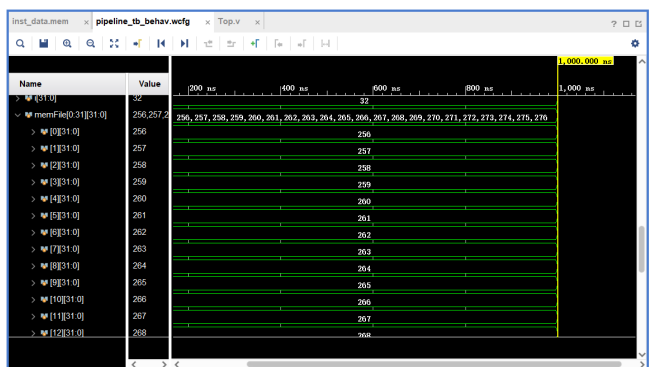 inst_data.mem × pipeline_tb_behav.wcfg × Top.v ×
1,000.000 ns
Name Value
200 ns 400 ns 600 ns 800 ns 1,000 ns
i[31:0] 32 32
memFile[0:31][31:0] 256,257,2 256,257,258,259,260,261,262,263,264,265,266,267,268,269,270,271,272,273,274,275,276
[0][31:0] 256 256
[1][31:0] 257 257
[2][31:0] 258 258
[3][31:0] 259 259
[4][31:0] 260 260
[5][31:0] 261 261
[6][31:0] 262 262
[7][31:0] 263 263
[8][31:0] 264 264
[9][31:0] 265 265
[10][31:0] 266 266
[11][31:0] 267 267
[12][31:0] 268 268